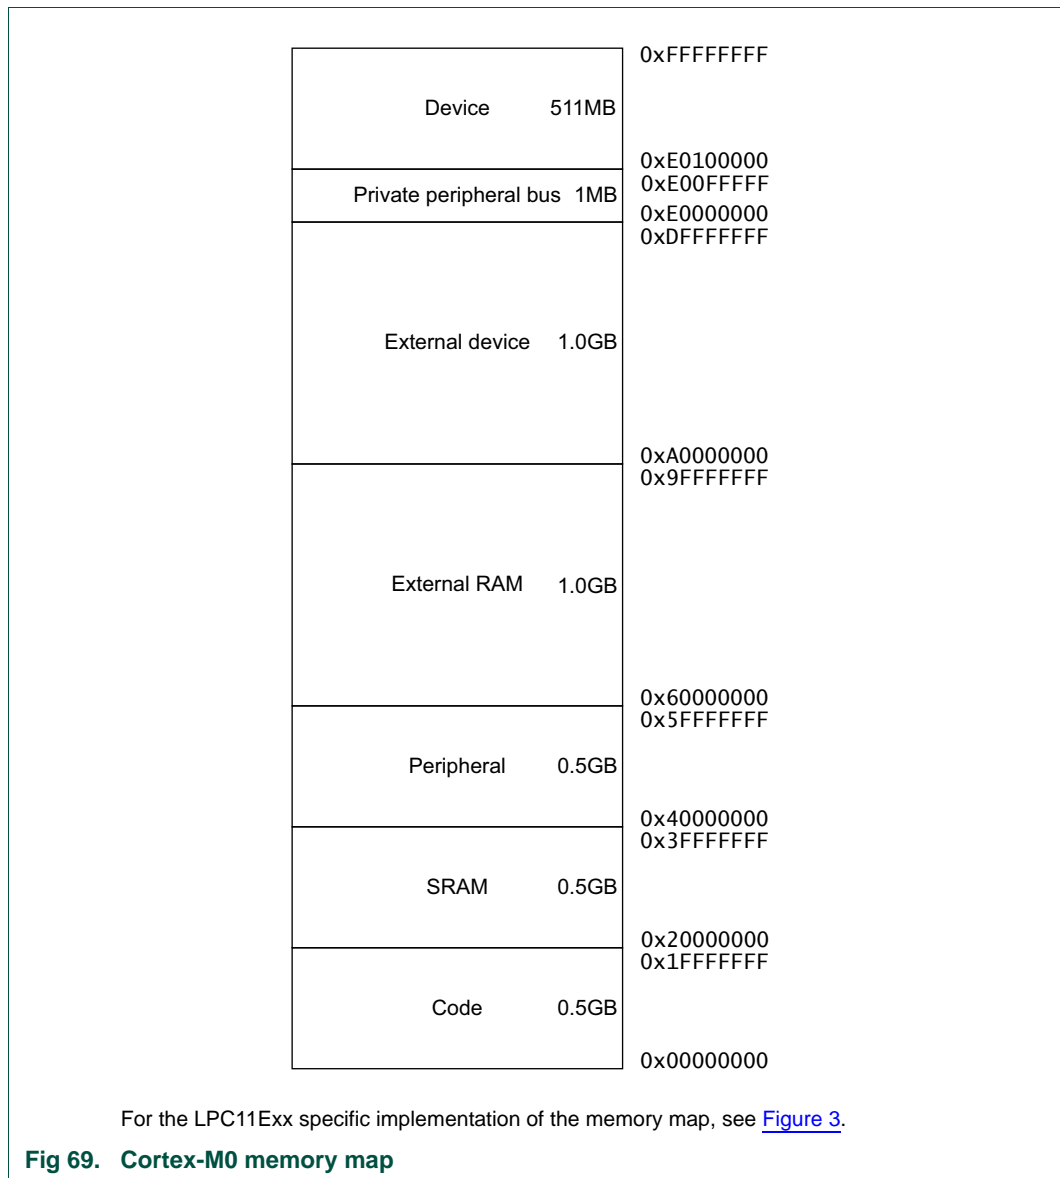 0xFFFFFFFF
Device 511MB
0xE0100000
0xE00FFFFF
Private peripheral bus 1MB
0xE0000000
0xDFFFFFFF
External device 1.0GB
0xA0000000
0x9FFFFFFF
External RAM 1.0GB
0x60000000
0x5FFFFFFF
Peripheral 0.5GB
0x40000000
0x3FFFFFFF
SRAM 0.5GB
0x20000000
0x1FFFFFFF
Code 0.5GB
0x00000000
For the LPC11Exx specific implementation of the memory map, see Figure 3.
Fig 69. Cortex-M0 memory map